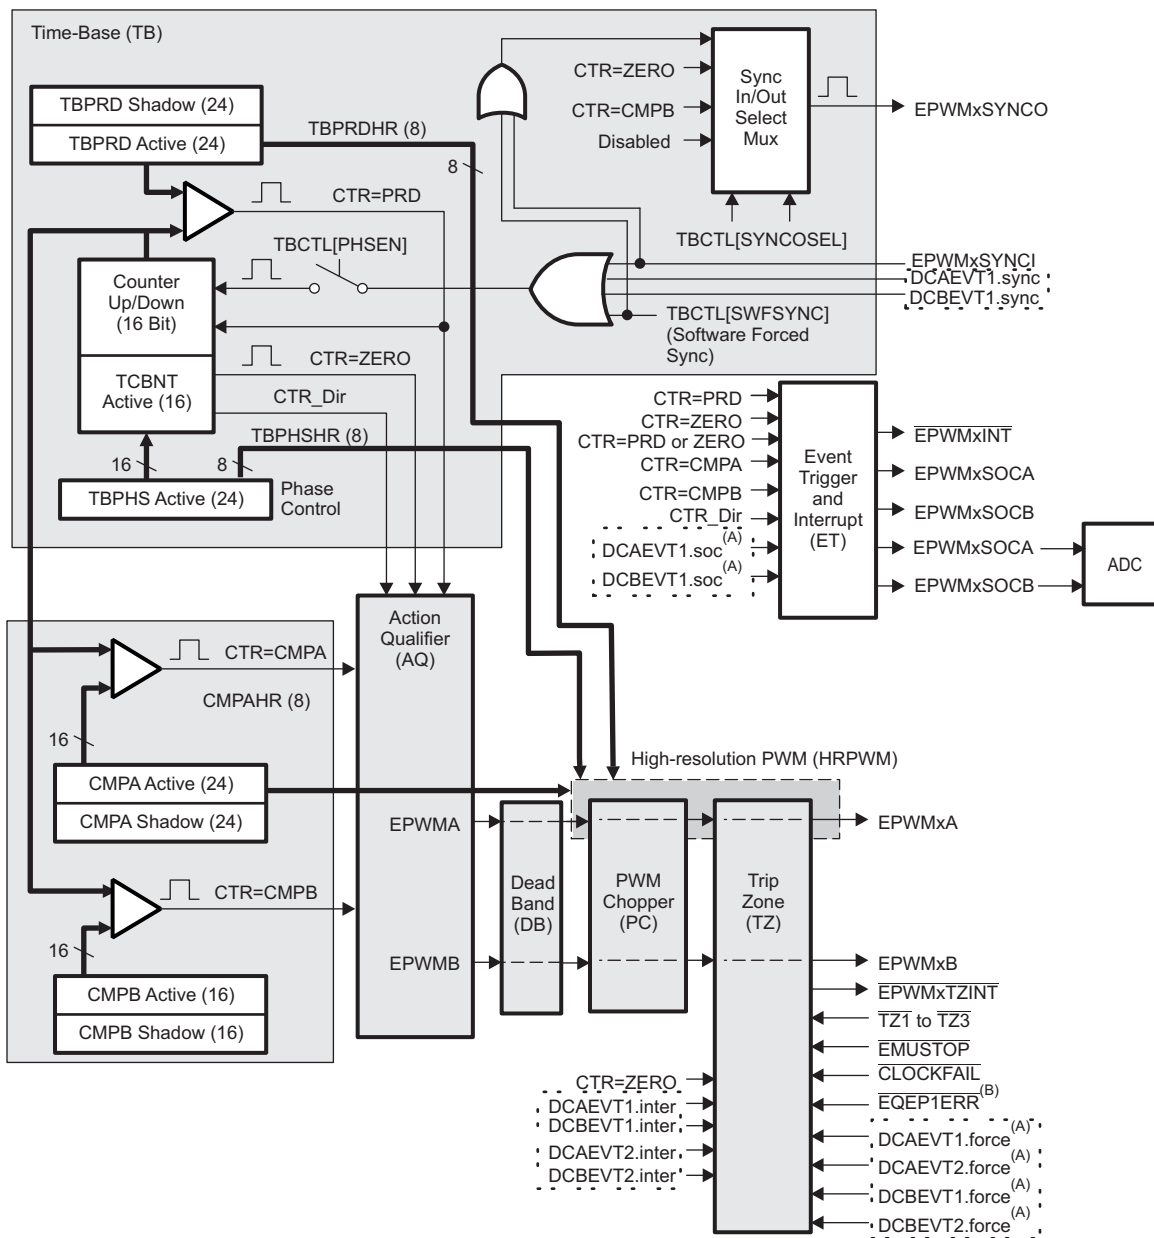 Time-Base (TB)
TBPRD Shadow (24)
TBPRD Active (24)
TBPRDHR (8)
8
CTR=PRD
TBCTL[PHSEN]
Counter
Up/Down
(16 Bit)
TCBNT
Active (16)
CTR=ZERO
CTR_Dir
TBPHSHR (8)
16
8
TBPHS Active (24)
Phase
Control
CTR=ZERO
CTR=CMPB
Disabled
Sync
In/Out
Select
Mux
EPWMxSYNCO
TBCTL[SYNCOSEL]
EPWMxSYNCI
DCAEVT1.sync
DCBEVT1.sync
TBCTL[SWFSYNC]
(Software Forced
Sync)
CTR=PRD
CTR=ZERO
CTR=PRD or ZERO
CTR=CMPA
CTR=CMPB
CTR_Dir
DCAEVT1.soc(A)
DCBEVT1.soc(A)
Event
Trigger
and
Interrupt
(ET)
EPWMxINT
EPWMxSOCA
EPWMxSOCB
EPWMxSOCA
EPWMxSOCB
ADC
Action
Qualifier
(AQ)
CTR=CMPA
CMPAHR (8)
16
CMPA Active (24)
CMPA Shadow (24)
CTR=CMPB
16
CMPB Active (16)
CMPB Shadow (16)
EPWMA
EPWMB
High-resolution PWM (HRPWM)
Dead
Band
(DB)
PWM
Chopper
(PC)
Trip
Zone
(TZ)
EPWMxA
EPWMxB
EPWMxTZINT
TZ1 to TZ3
EMUSTOP
CLOCKFAIL
EQEP1ERR(B)
DCAEVT1.force(A)
DCAEVT2.force(A)
DCBEVT1.force(A)
DCBEVT2.force(A)
CTR=ZERO
DCAEVT1.inter
DCBEVT1.inter
DCAEVT2.inter
DCBEVT2.inter